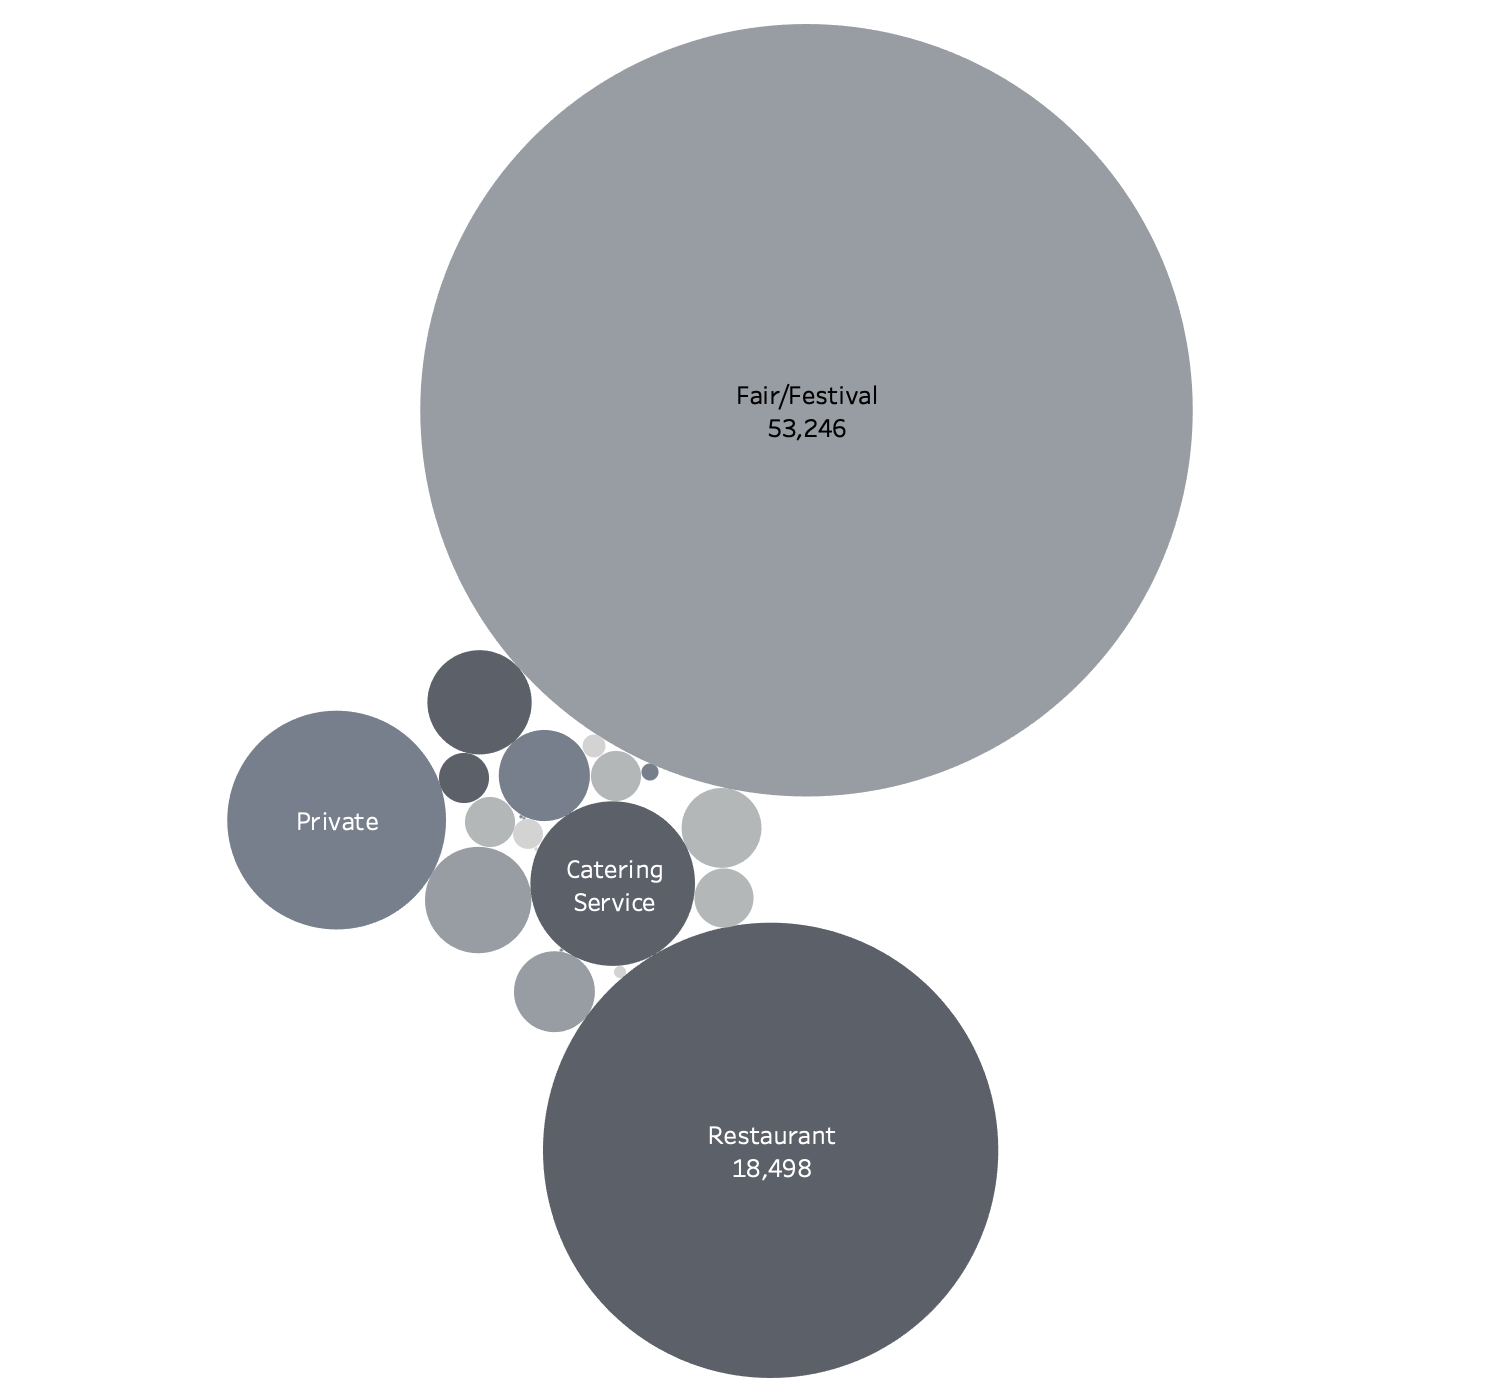 Fair/Festival
53,246
Private
Catering
Service
Restaurant
18,498